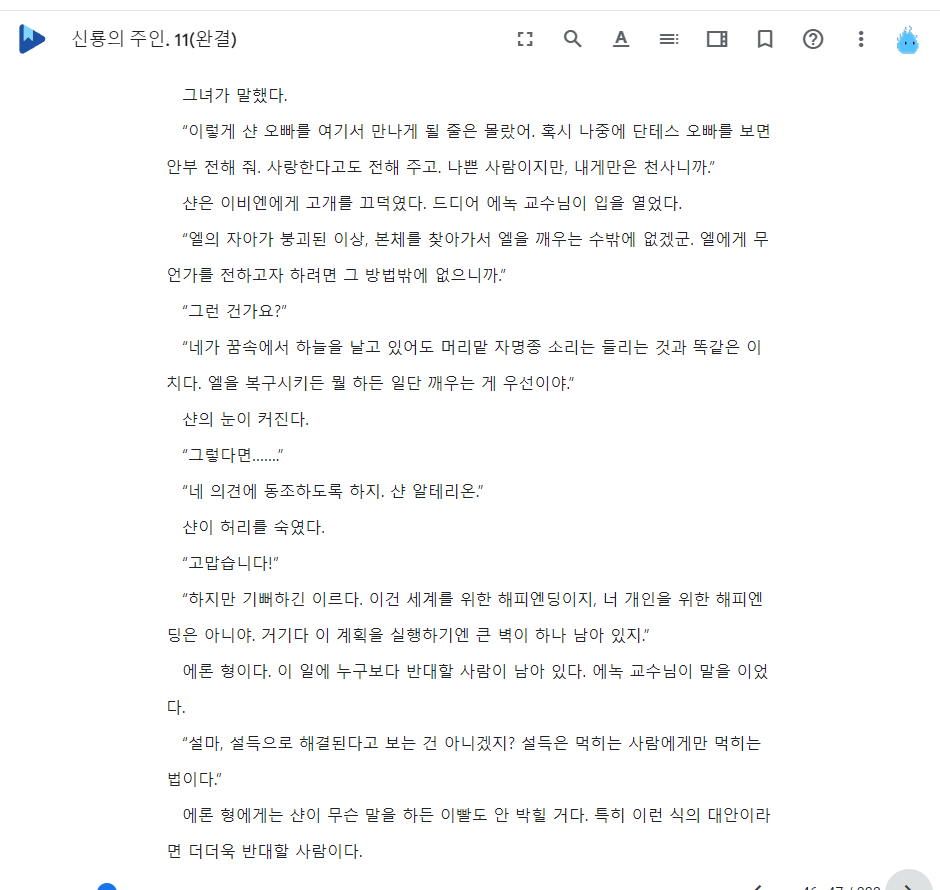 신룡의 주인. 11(완결)
그녀가 말했다.
“이렇게 샨 오빠를 여기서 만나게 될 줄은 몰랐어. 혹시 나중에 단테스 오빠를 보면
안부 전해 줘. 사랑한다고도 전해 주고. 나쁜 사람이지만, 내게만은 천사니까.”
샨은 이비엔에게 고개를 끄덕였다. 드디어 에녹 교수님이 입을 열었다.
“엘의 자아가 붕괴된 이상, 본체를 찾아가서 엘을 깨우는 수밖에 없겠군. 엘에게 무
언가를 전하고자 하려면 그 방법밖에 없으니까.”
“그런 건가요?”
“네가 꿈속에서 하늘을 날고 있어도 머리맡 자명종 소리는 들리는 것과 똑같은 이
치다. 엘을 복구시키든 뭘 하든 일단 깨우는 게 우선이야.”
샨의 눈이 커진다.
“그렇다면…….”
“네 의견에 동조하도록 하지. 샨 알테리온.”
샨이 허리를 숙였다.
“고맙습니다!”
“하지만 기뻐하긴 이르다. 이건 세계를 위한 해피엔딩이지, 너 개인을 위한 해피엔
딩은 아니야. 거기다 이 계획을 실행하기엔 큰 벽이 하나 남아 있지.”
에론 형이다. 이 일에 누구보다 반대할 사람이 남아 있다. 에녹 교수님이 말을 이었
다.
“설마, 설득으로 해결된다고 보는 건 아니겠지? 설득은 먹히는 사람에게만 먹히는
법이다.”
에론 형에게는 샨이 무슨 말을 하든 이빨도 안 박힐 거다. 특히 이런 식의 대안이라
면 더더욱 반대할 사람이다.